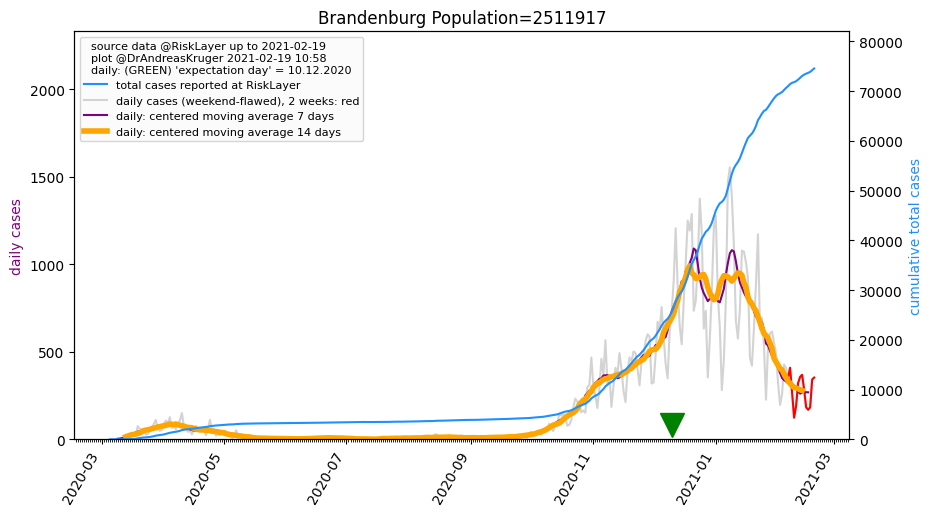 Brandenburg Population=2511917
source data @RiskLayer up to 2021-02-19
plot @DrAndreasKruger 2021-02-19 10:58
daily: (GREEN) 'expectation day' = 10.12.2020
total cases reported at RiskLayer
daily cases (weekend-flawed), 2 weeks: red
daily: centered moving average 7 days
daily: centered moving average 14 days
daily cases
2000
1500
1000
500
0
80000
70000
60000
50000
40000
30000
20000
10000
0
cumulative total cases
2020-03
2020-05
2020-07
2020-09
2020-11
2021-01
2021-03